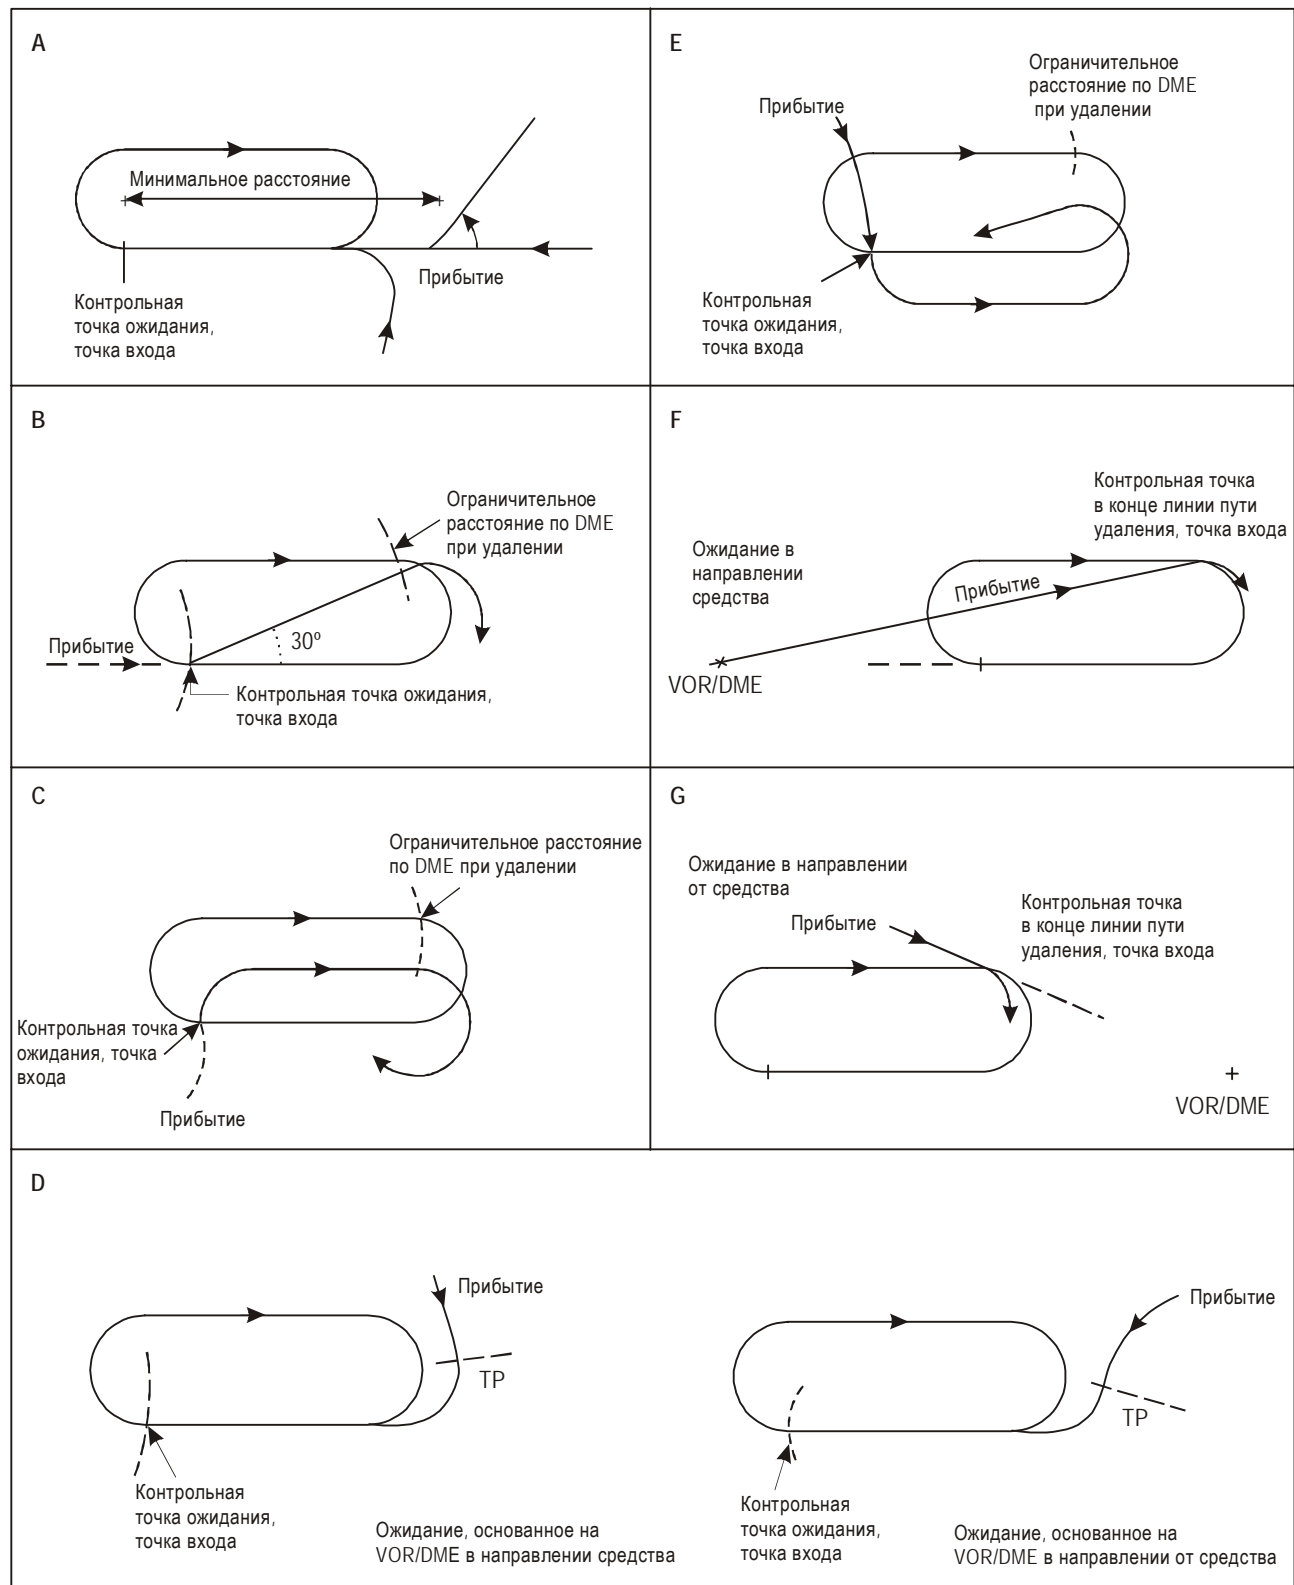 A
Минимальное расстояние
Прибытие
Контрольная
точка ожидания,
точка входа
E
Ограничительное
расстояние по DME
при удалении
Прибытие
Контрольная
точка ожидания,
точка входа
B
Ограничительное
расстояние по DME
при удалении
Прибытие
30º
Контрольная точка ожидания,
точка входа
F
Контрольная точка
в конце линии пути
удаления, точка входа
Ожидание в
направлении
средства
Прибытие
VOR/DME
C
Ограничительное расстояние
по DME при удалении
Контрольная точка
ожидания, точка
входа
Прибытие
G
Ожидание в направлении
от средства
Контрольная точка
в конце линии пути
удаления, точка входа
Прибытие
VOR/DME
D
Прибытие
TP
Контрольная
точка ожидания,
точка входа
Ожидание, основанное на
VOR/DME в направлении средства
Прибытие
TP
Контрольная
точка ожидания,
точка входа
Ожидание, основанное на
VOR/DME в направлении от средства